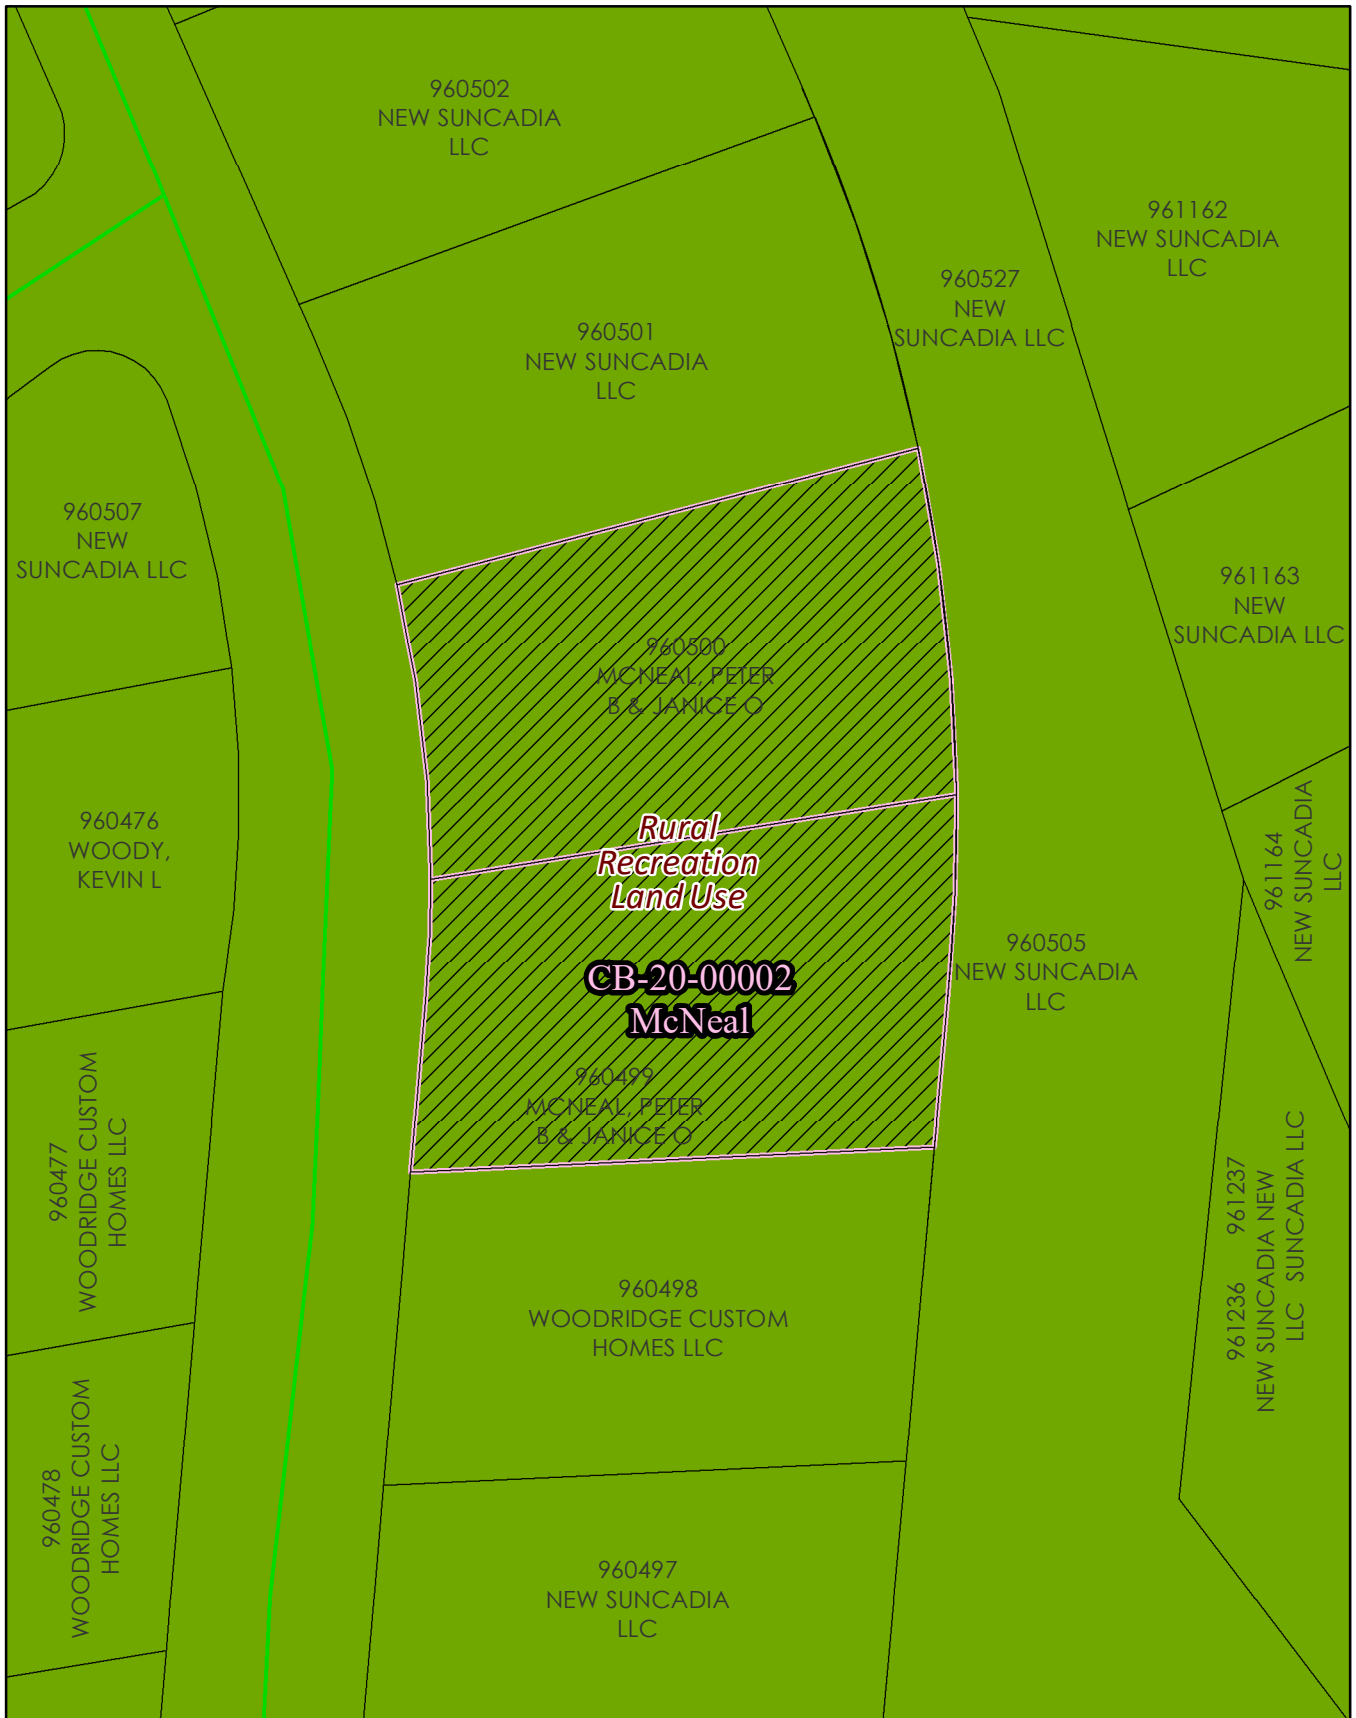 960502
NEW SUNCADIA
LLC
961162
NEW SUNCADIA
LLC
960527
NEW
SUNCADIA LLC
960501
NEW SUNCADIA
LLC
960507
NEW
SUNCADIA LLC
961163
NEW
SUNCADIA LLC
960500
MCNEAL, PETER
B & JANICE O
960476
WOODY,
KEVIN L
Rural
Recreation
Land Use
961164
NEW SUNCADIA
LLC
960505
NEW SUNCADIA
LLC
CB-20-00002
McNeal
960499
MCNEAL, PETER
B & JANICE O
960477
WOODRIDGE CUSTOM
HOMES LLC
961236 961237
NEW SUNCADIA NEW
LLC SUNCADIA LLC
960498
WOODRIDGE CUSTOM
HOMES LLC
960478
WOODRIDGE CUSTOM
HOMES LLC
960497
NEW SUNCADIA
LLC